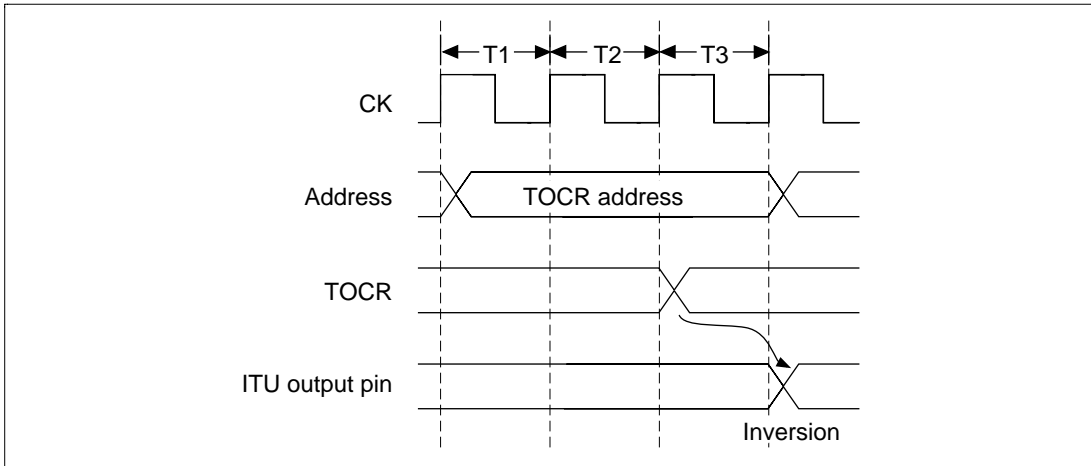 T1 T2 T3
CK
Address TOCR address
TOCR
ITU output pin
Inversion